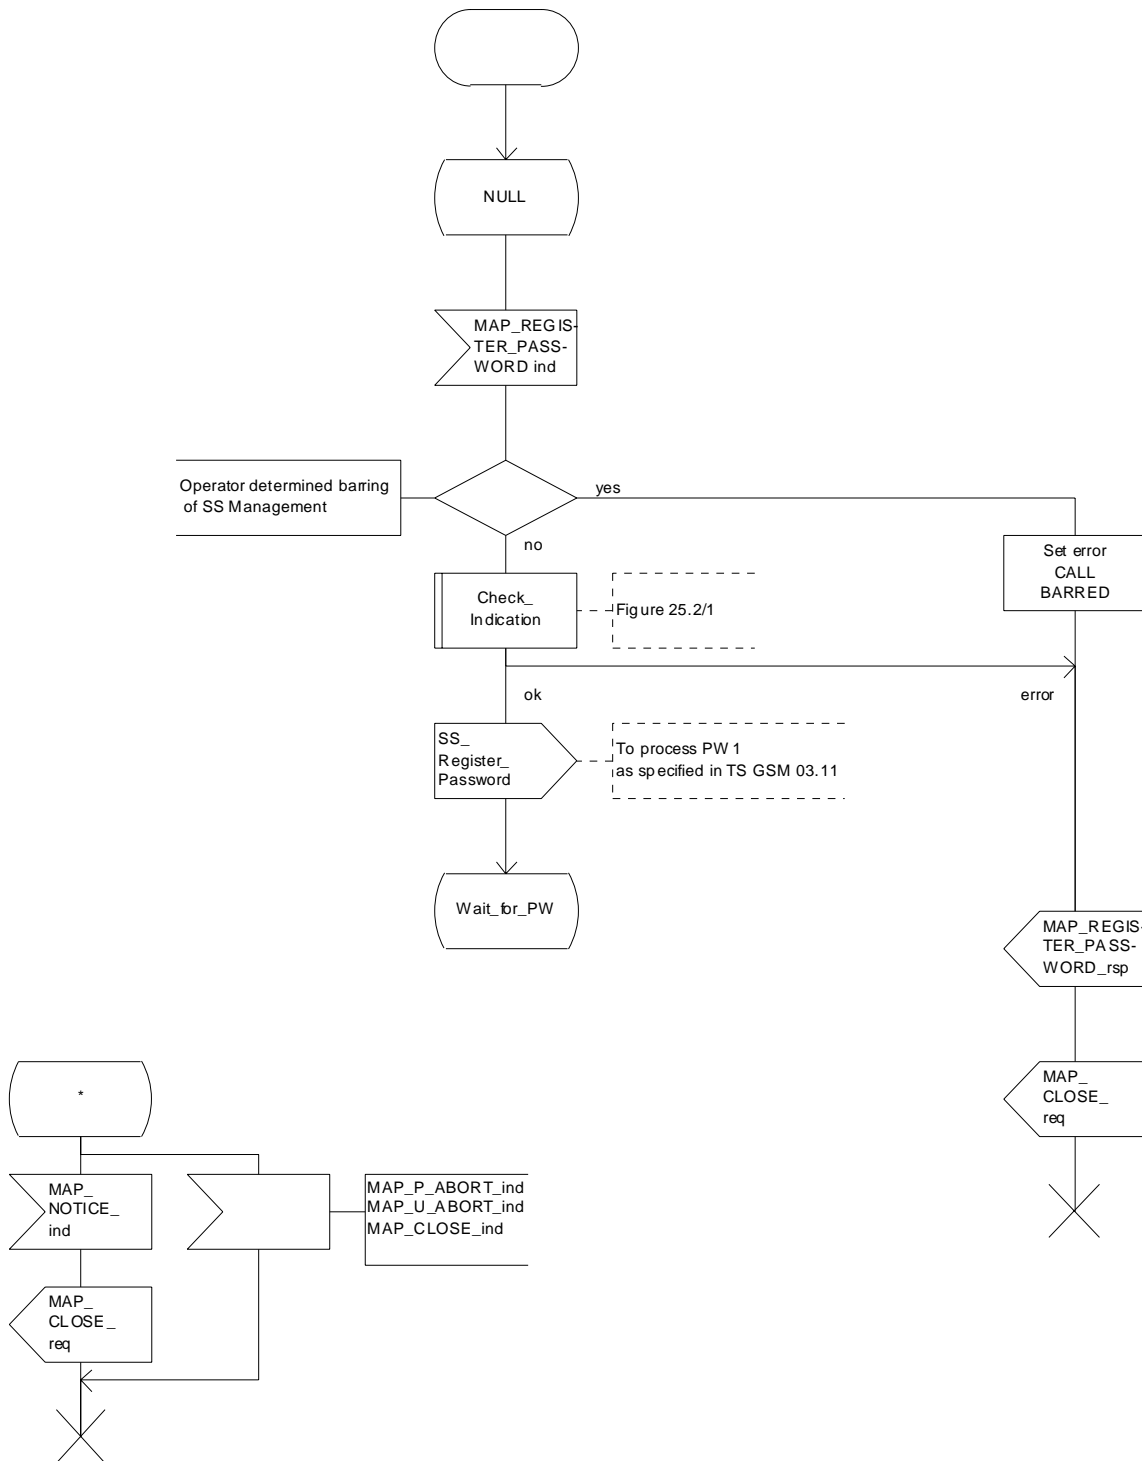 NULL
MAP_REGIS-
TER_PASS-
WORD ind
Operator determined barring
of SS Management
yes
no
Set error
CALL
BARRED
Check_
Indication
Figure 25.2/1
ok
error
SS_
Register_
Password
To process PW1
as specified in TS GSM 03.11
Wait_for_PW
MAP_REGIS-
TER_PASS-
WORD_rsp
MAP_
CLOSE_
req
*
MAP_
NOTICE_
ind
MAP_P_ABORT_ind
MAP_U_ABORT_ind
MAP_CLOSE_ind
MAP_
CLOSE_
req